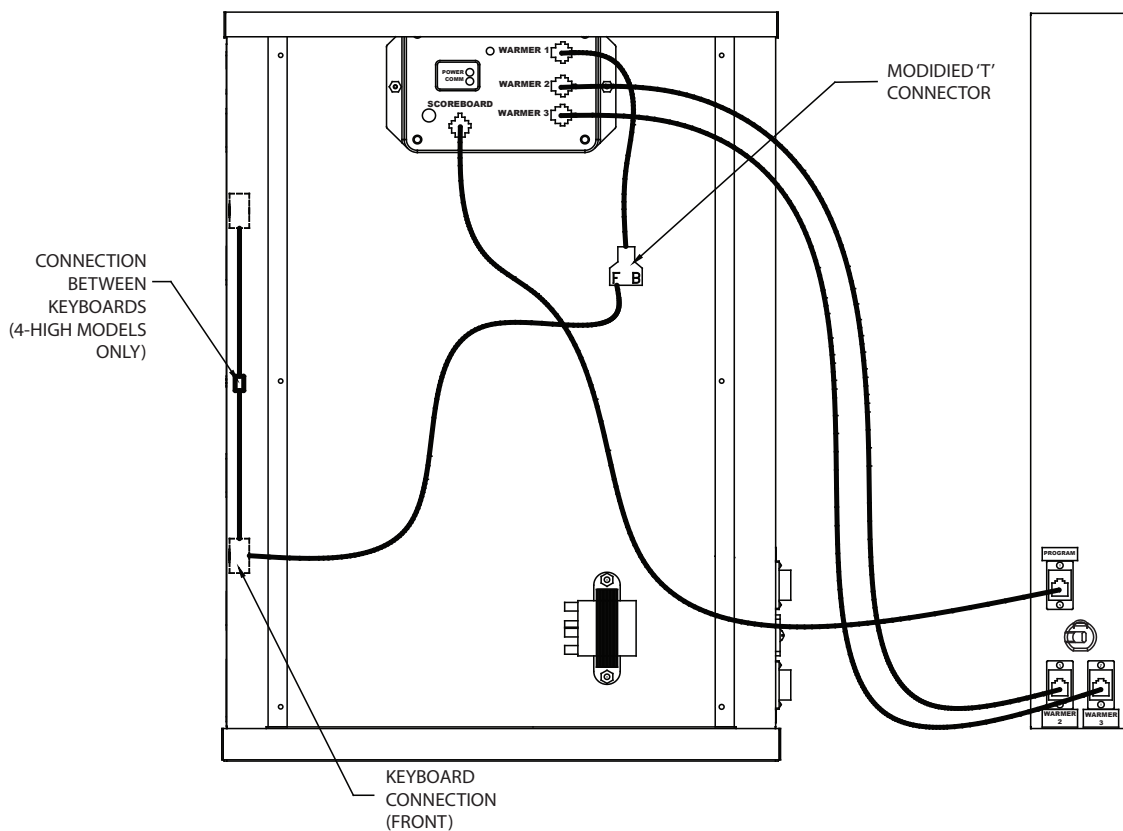 WARMER 1
POWER
COMM
WARMER 2
SCOREBOARD
WARMER 3
MODIDIED ‘T’
CONNECTOR
F B
CONNECTION
BETWEEN
KEYBOARDS
(4-HIGH MODELS
ONLY)
PROGRAM
WARMER
2
WARMER
3
KEYBOARD
CONNECTION
(FRONT)